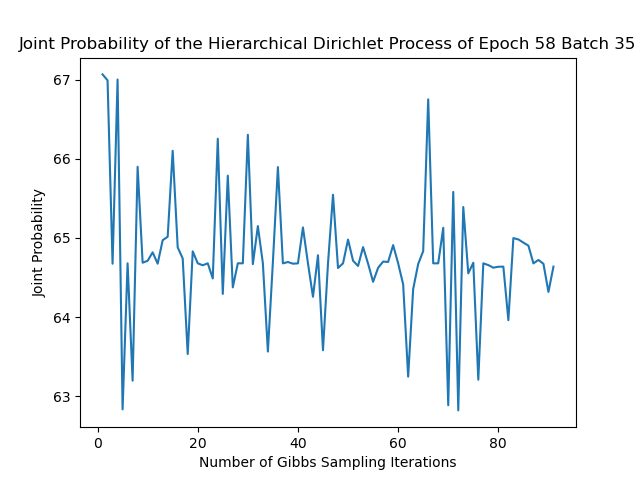 Joint Probability of the Hierarchical Dirichlet Process of Epoch 58 Batch 35
67
66
65
64
63
Joint Probability
0 20 40 60 80
Number of Gibbs Sampling Iterations